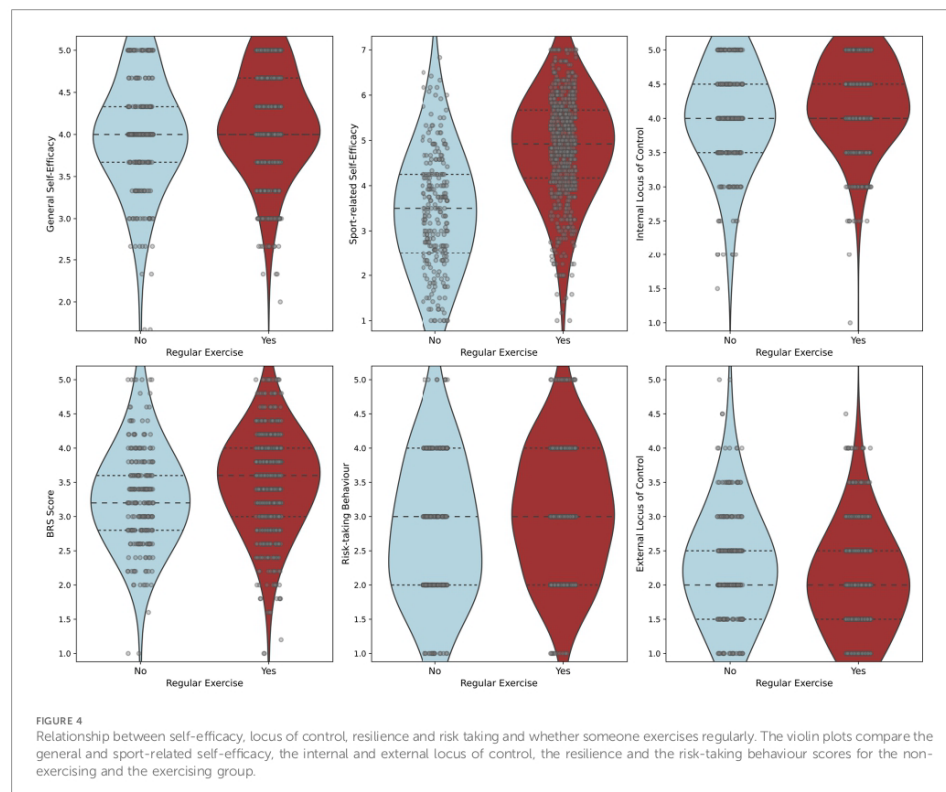 5.0
4.5
4.0
3.5
3.0
2.5
2.0
General Self-Efficacy
No
Yes
Regular Exercise
7
6
5
4
3
2
1
Sport-related Self-Efficacy
No
Yes
Regular Exercise
5.0
4.5
4.0
3.5
3.0
2.5
2.0
1.5
1.0
Internal Locus of Control
No
Yes
Regular Exercise
5.0
4.5
4.0
3.5
3.0
2.5
2.0
1.5
1.0
BRS Score
No
Yes
Regular Exercise
5.0
4.5
4.0
3.5
3.0
2.5
2.0
1.5
1.0
Risk-taking Behaviour
No
Yes
Regular Exercise
5.0
4.5
4.0
3.5
3.0
2.5
2.0
1.5
1.0
External Locus of Control
No
Yes
Regular Exercise
FIGURE 4
Relationship between self-efficacy, locus of control, resilience and risk taking and whether someone exercises regularly. The violin plots compare the
general and sport-related self-efficacy, the internal and external locus of control, the resilience and the risk-taking behaviour scores for the non-
exercising and the exercising group.